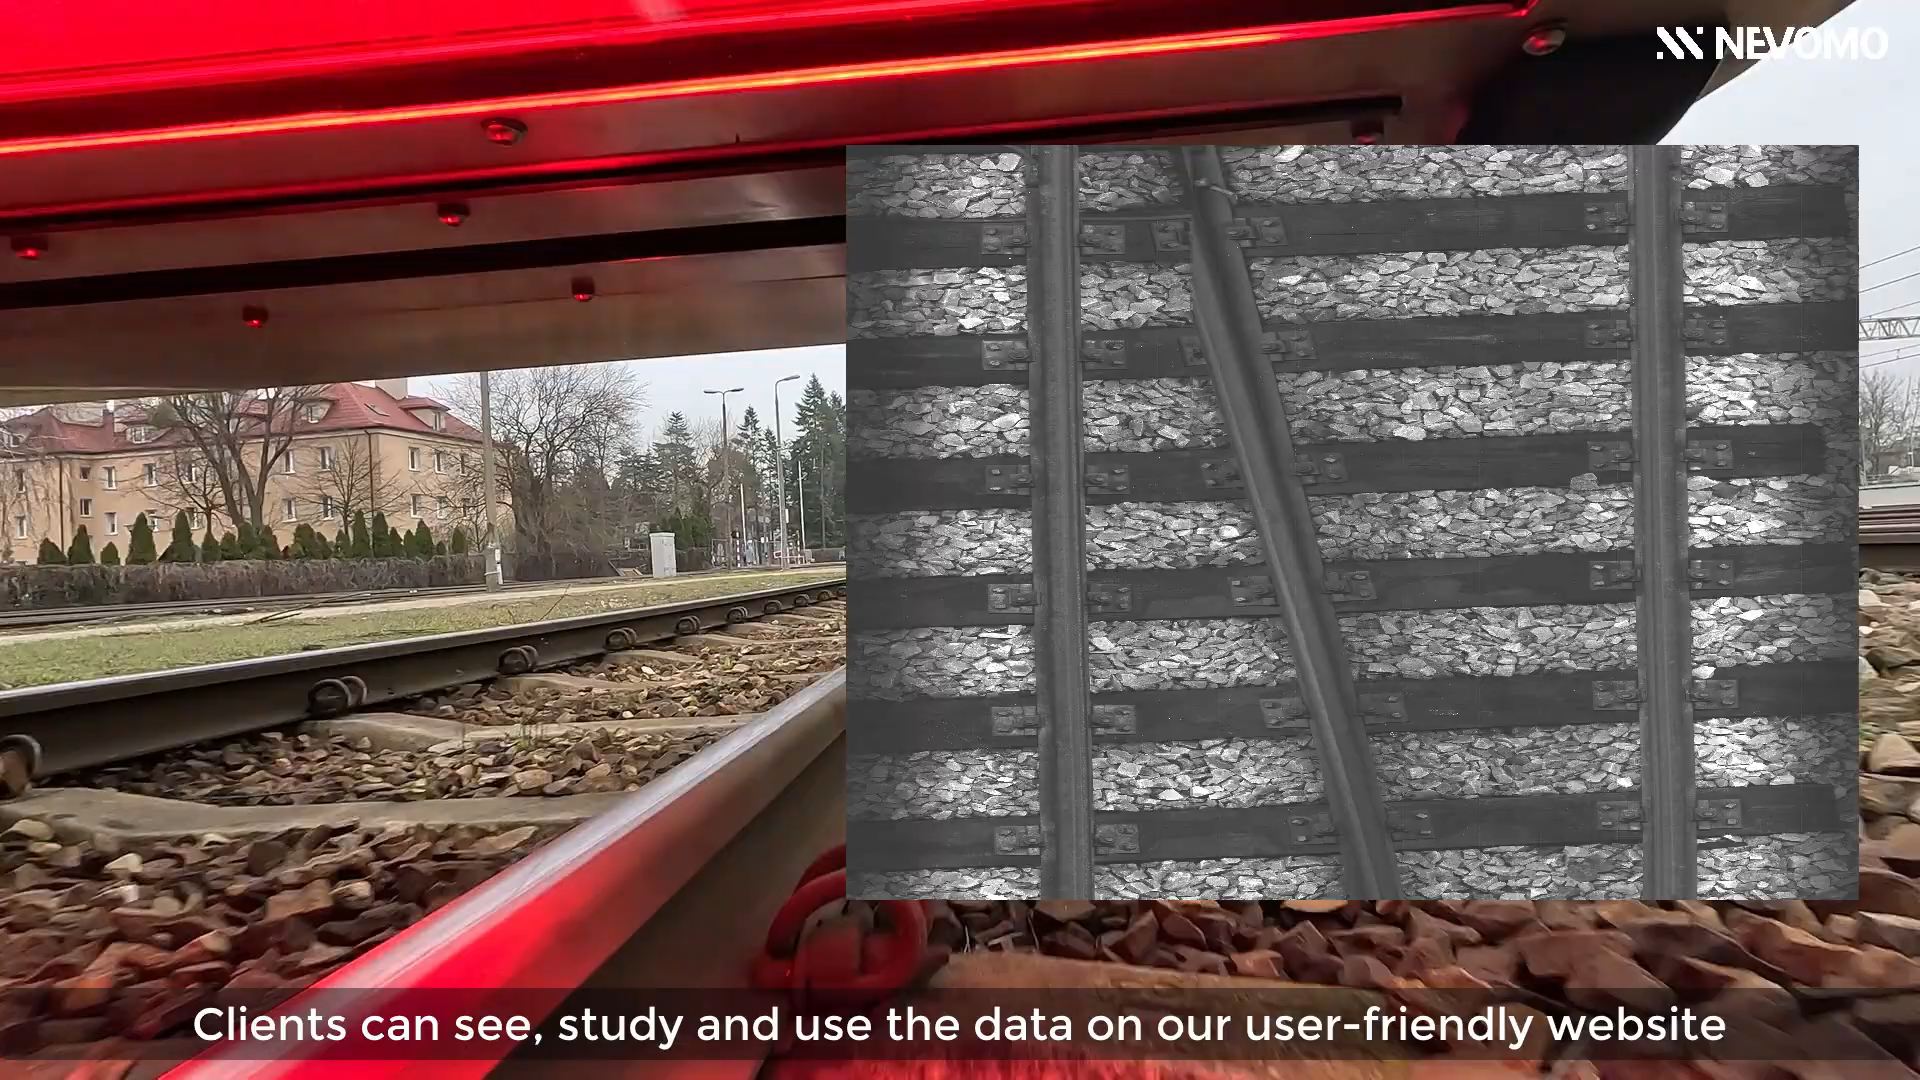 NEVOMO
Clients can see, study and use the data on our user-friendly website